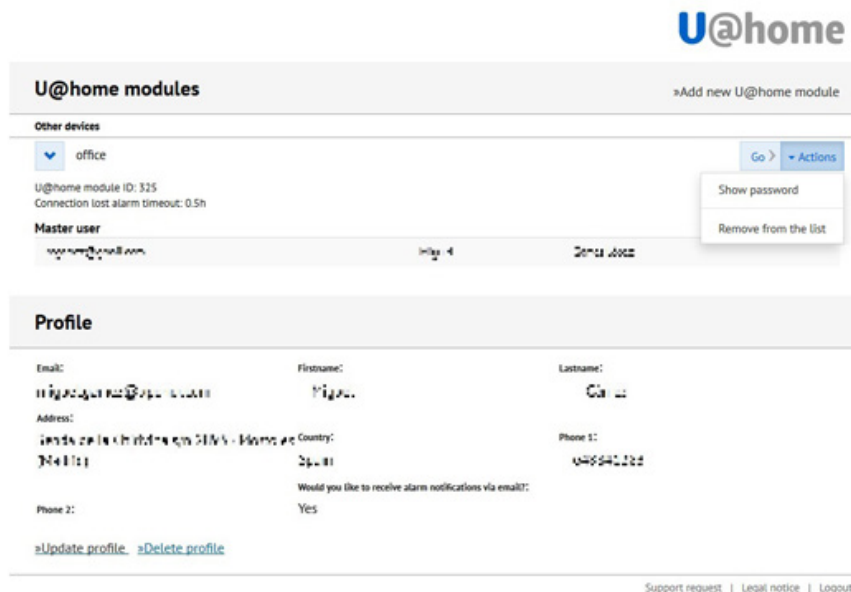 U@home
U@home modules
»Add new U@home module
Other devices
office
Go
Actions
U@home module ID: 325
Connection lost alarm timeout: 0.5h
Show password
Remove from the list
Master user
Profile
Email:
Firstname:
Lastname:
Address:
Country:
Phone 1:
Would you like to receive alarm notifications via email?:
Phone 2:
Yes
»Update profile »Delete profile
Support request | Legal notice | Logout